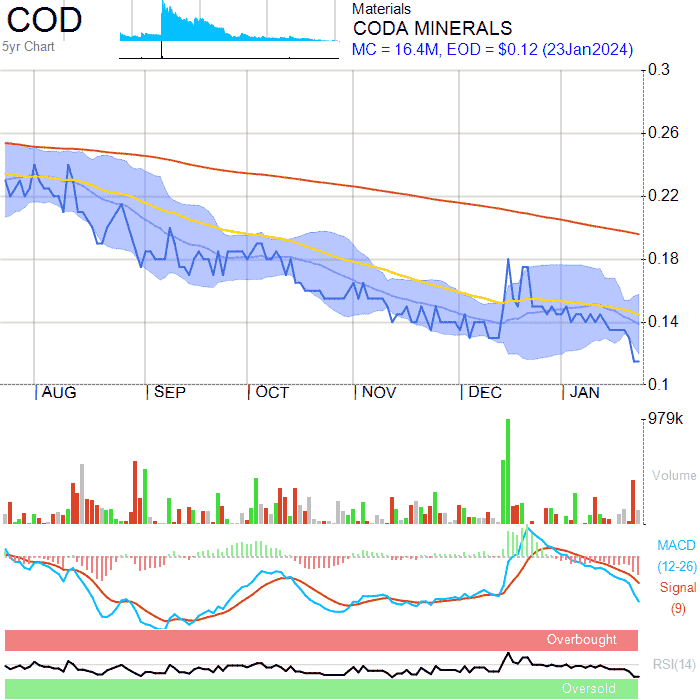 COD
5yr Chart
Materials
CODA MINERALS
MC = 16.4M, EOD = $0.12 (23Jan2024)
0.3
0.26
0.22
0.18
0.14
0.1
AUG SEP OCT NOV DEC JAN
979k
Volume
MACD
(12-26)
Signal
(9)
Overbought
RSI(14)
Oversold